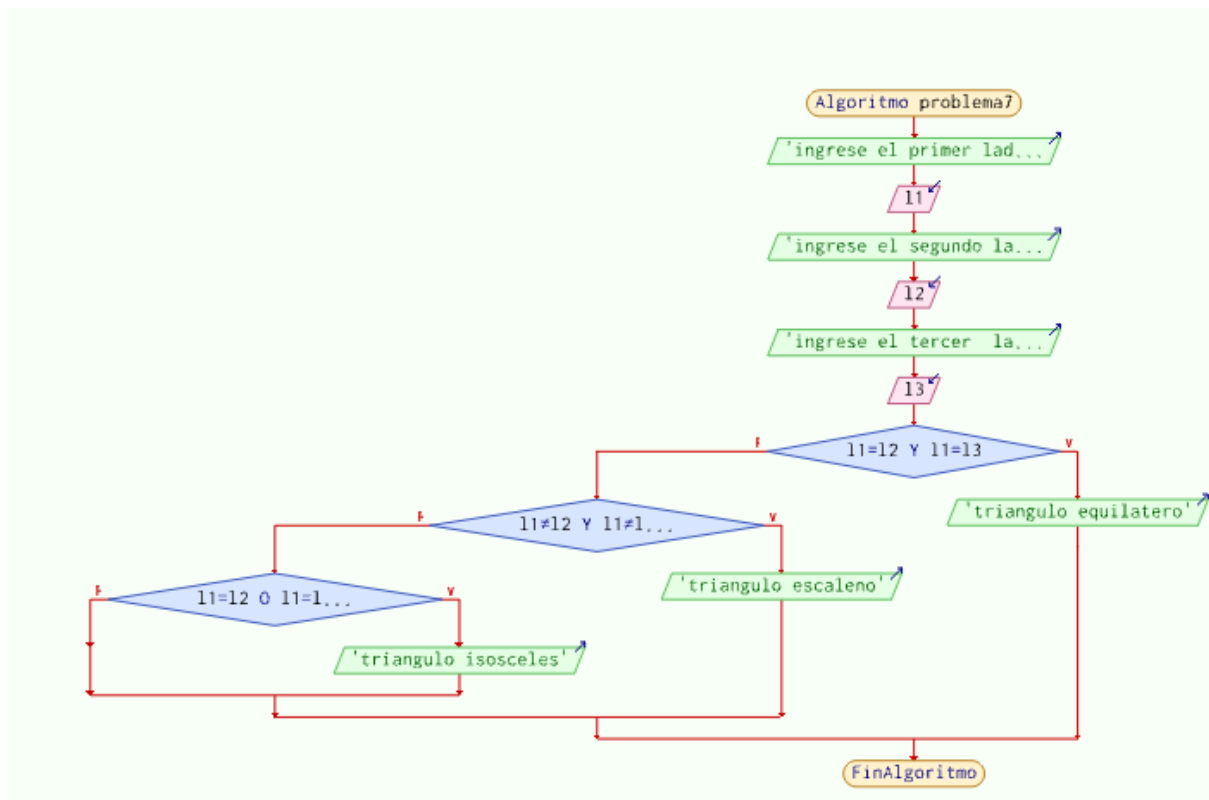 Algoritmo problema7
'ingrese el primer lad...
l1
'ingrese el segundo la...
l2
'ingrese el tercer  la...
l3
F
l1=l2 Y l1=l3
V
'triangulo equilatero'
F
l1≠l2 Y l1≠l...
V
'triangulo escaleno'
F
l1=l2 O l1=l...
V
'triangulo isosceles'
FinAlgoritmo